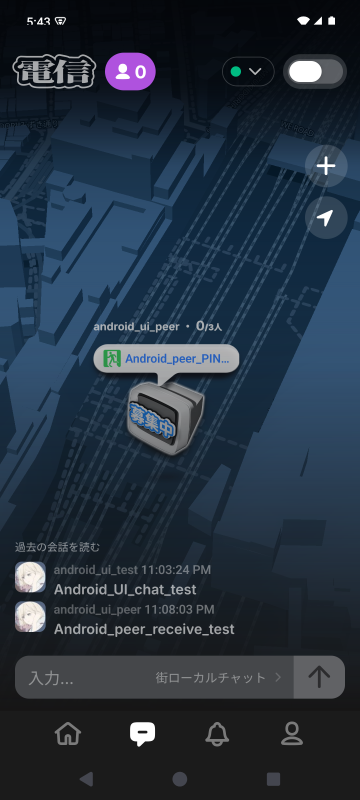 5:43
電信
0
android_ui_peer ・ 0/3人
Android_peer_PIN...
募集中
過去の会話を読む
android_ui_test 11:03:24 PM
Android_UI_chat_test
android_ui_peer 11:08:03 PM
Android_peer_receive_test
入力...
街ローカルチャット